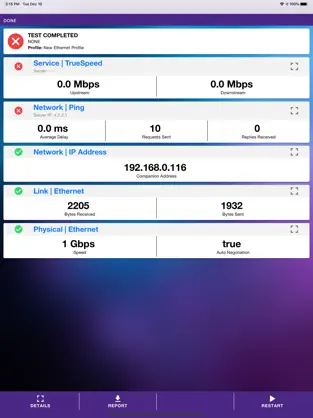 3:15 PM Tue Dec 10
100%
DONE
TEST COMPLETED
NONE
Profile: New Ethernet Profile
Service | TrueSpeed
Server:
0.0 Mbps
0.0 Mbps
Upstream
Downstream
Network | Ping
Server IP:
0.0 ms
10
0
Average Delay
Requests Sent
Replies Received
Network | IP Address
192.168.0.116
Companion Address
Link | Ethernet
2205
1932
Bytes Received
Bytes Sent
Physical | Ethernet
1 Gbps
true
Speed
Auto Negotiation
DETAILS
REPORT
RESTART